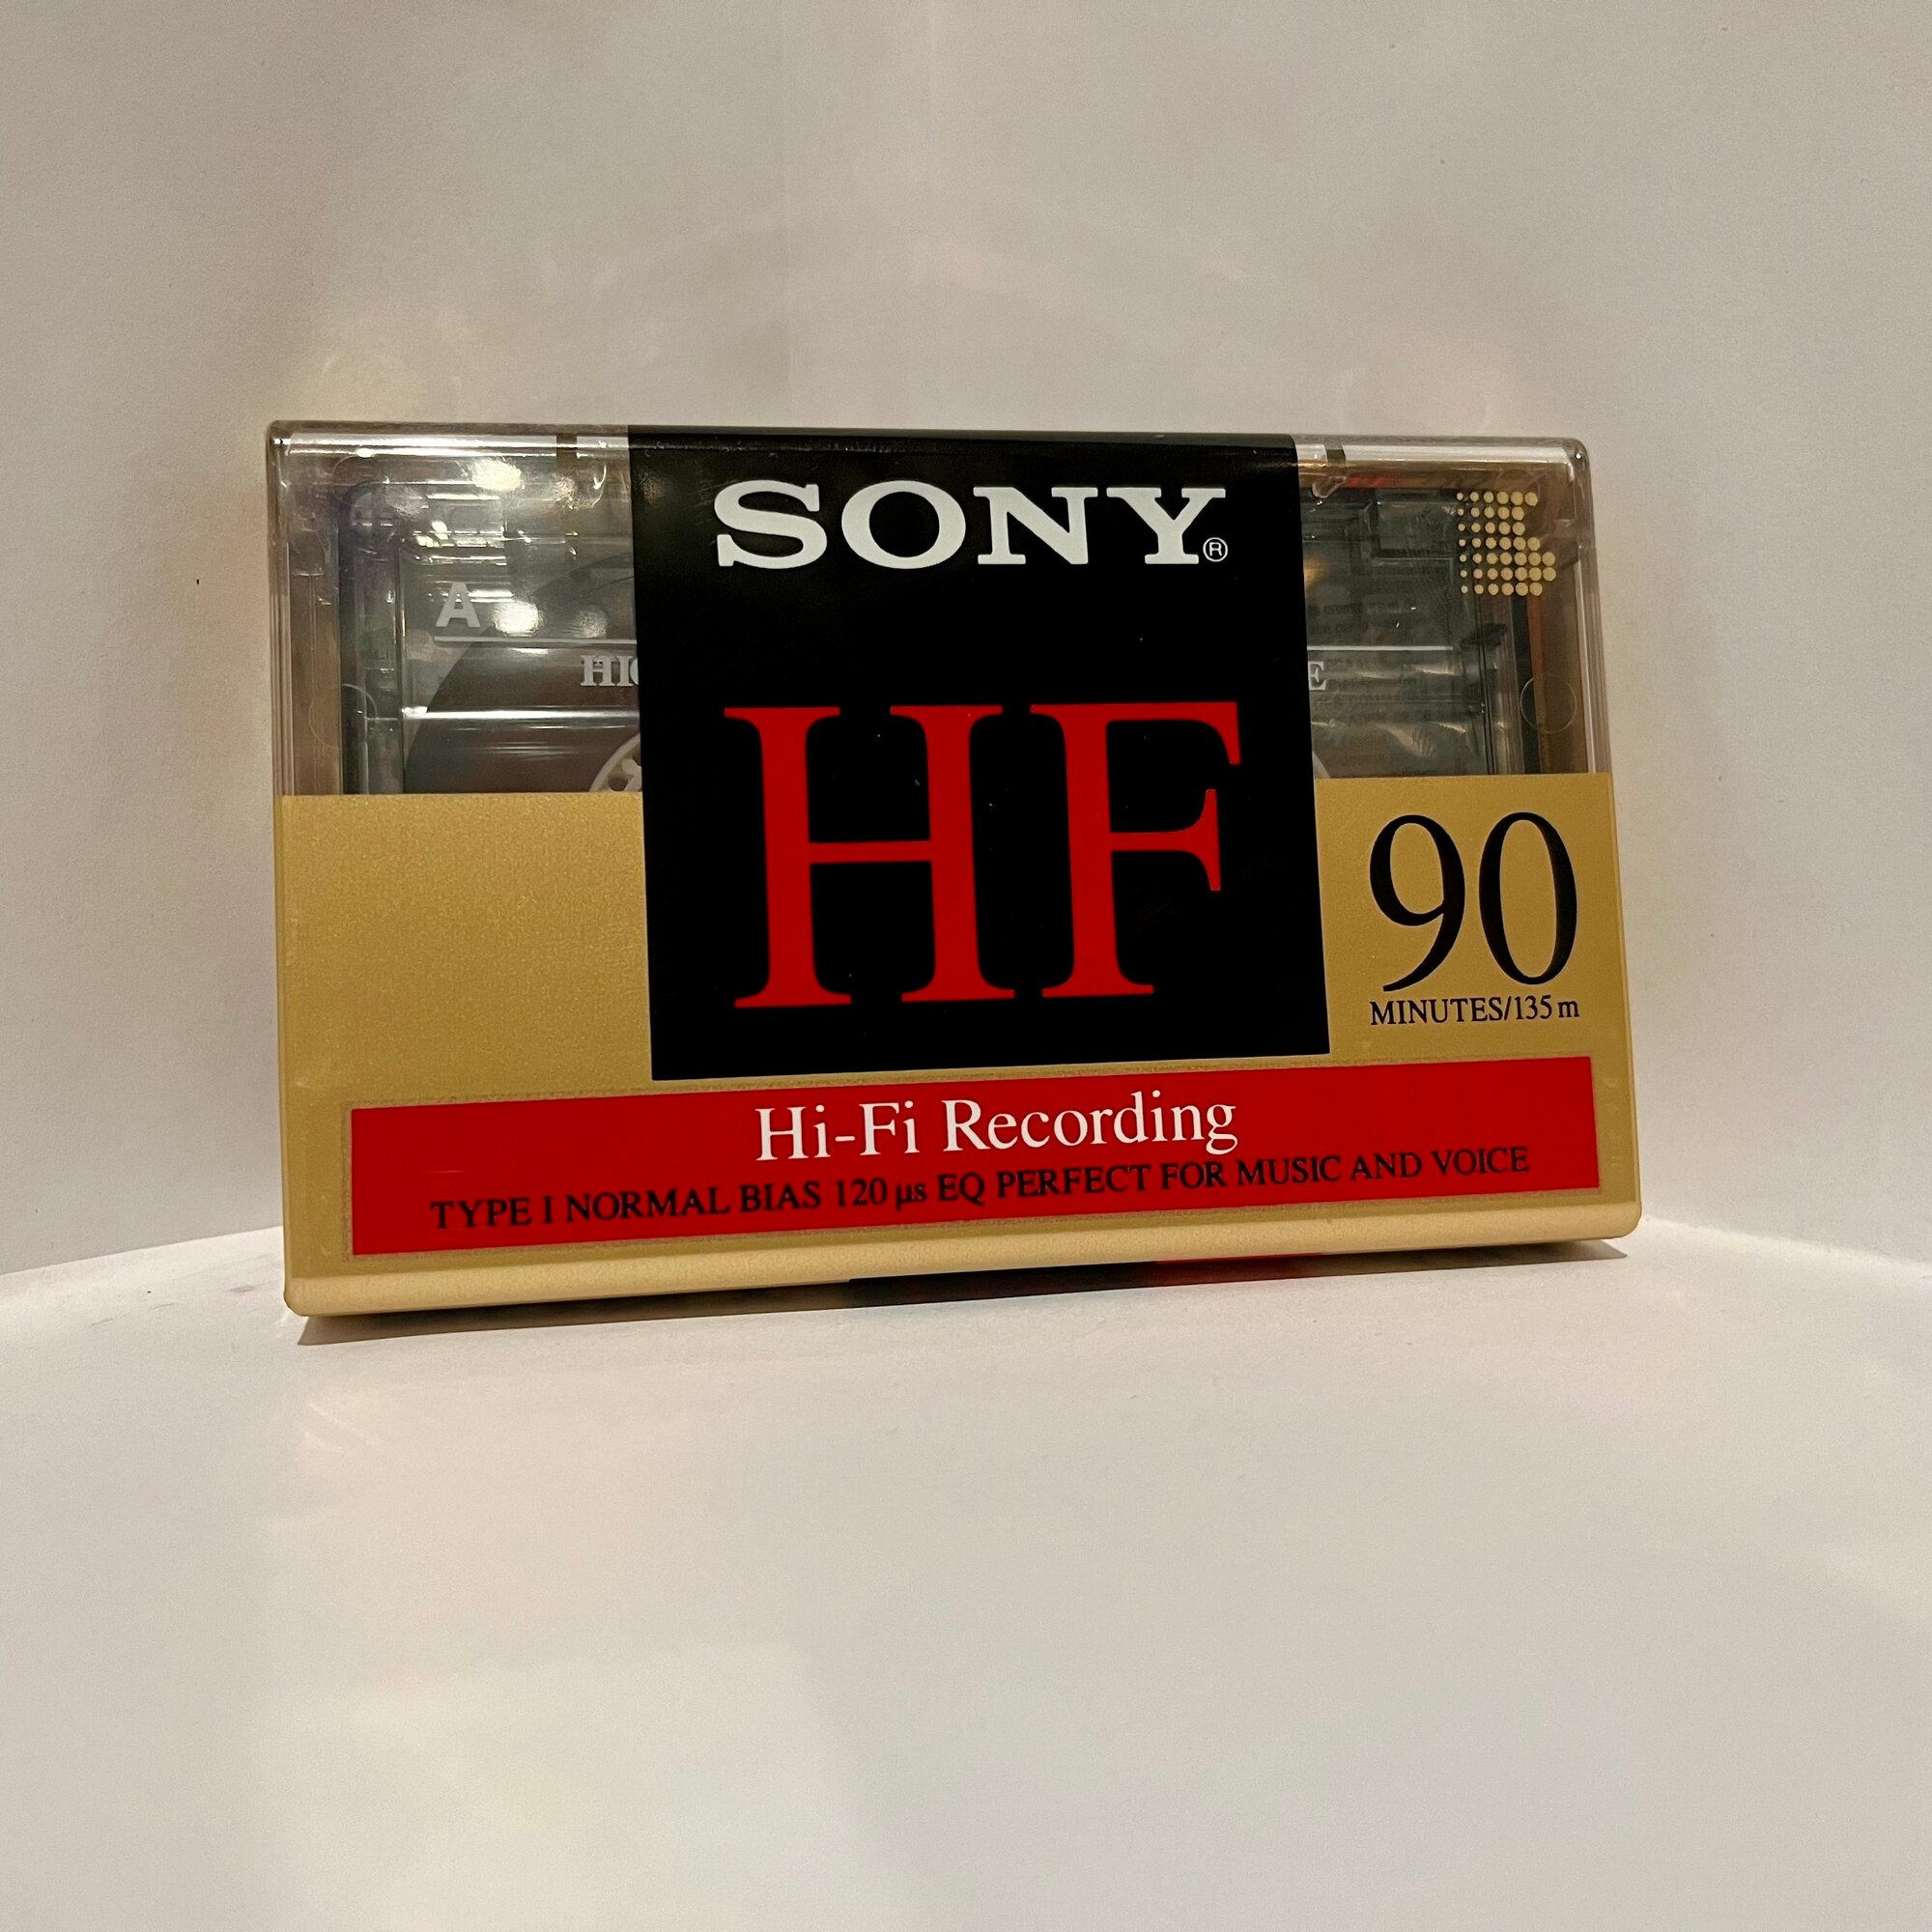 SONY®
A
HF
90
MINUTES/135 m
Hi-Fi Recording
TYPE I NORMAL BIAS 120 µs EQ PERFECT FOR MUSIC AND VOICE